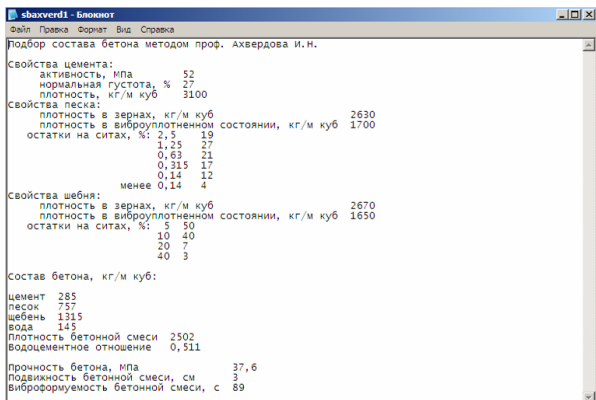 sbaxverd1 - Блокнот
Файл Правка Формат Вид Справка
Подбор состава бетона методом проф. Ахвердова И.Н.
Свойства цемента:
активность, МПа 52
нормальная густота, % 27
плотность, кг/м куб 3100
Свойства песка:
плотность в зернах, кг/м куб 2630
плотность в виброуплотненном состоянии, кг/м куб 1700
остатки на ситах, %: 2,5 19
1,25 27
0,63 21
0,315 17
0,14 12
менее 0,14 4
Свойства щебня:
плотность в зернах, кг/м куб 2670
плотность в виброуплотненном состоянии, кг/м куб 1650
остатки на ситах, %: 5 50
10 40
20 7
40 3
Состав бетона, кг/м куб:
цемент 285
песок 757
щебень 1315
вода 145
Плотность бетонной смеси 2502
Водоцементное отношение 0,511
Прочность бетона, МПа 37,6
Подвижность бетонной смеси, см 3
Виброформуемость бетонной смеси, с 89